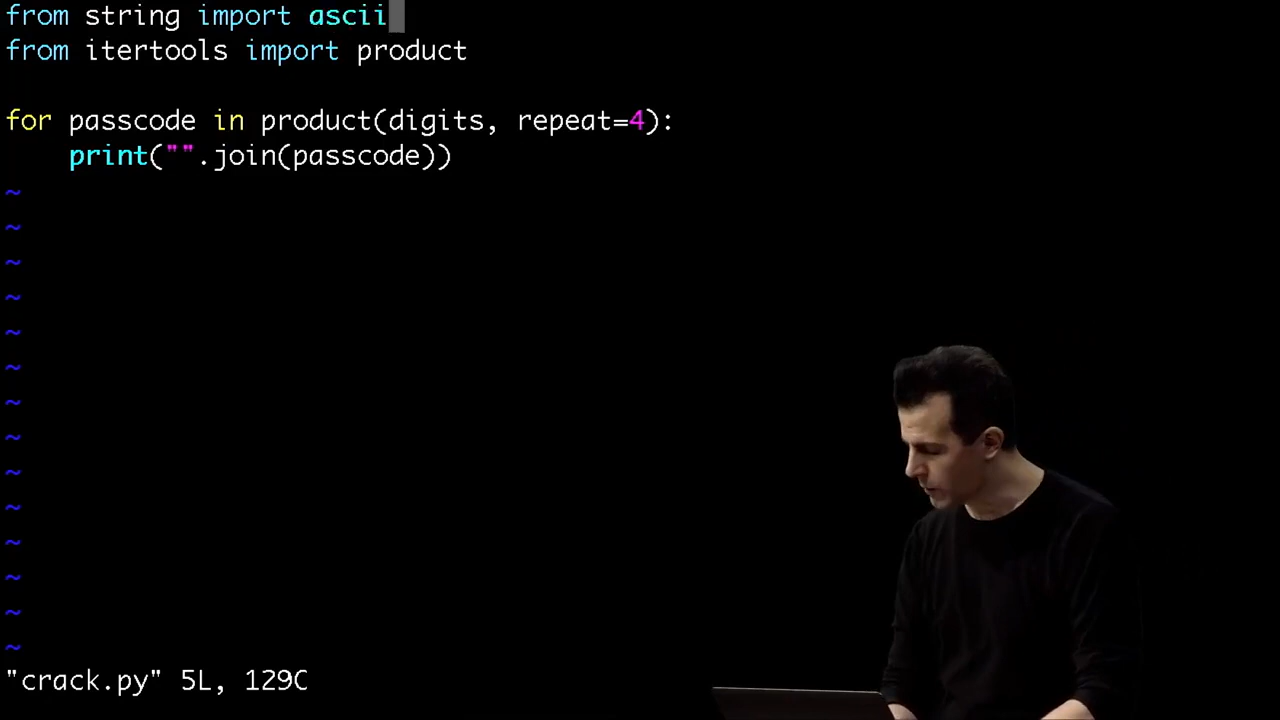 from string import ascii
from itertools import product
for passcode in product(digits, repeat=4):
print("".join(passcode))
~
~
~
~
~
~
~
~
~
~
~
~
~
~
"crack.py" 5L, 129C